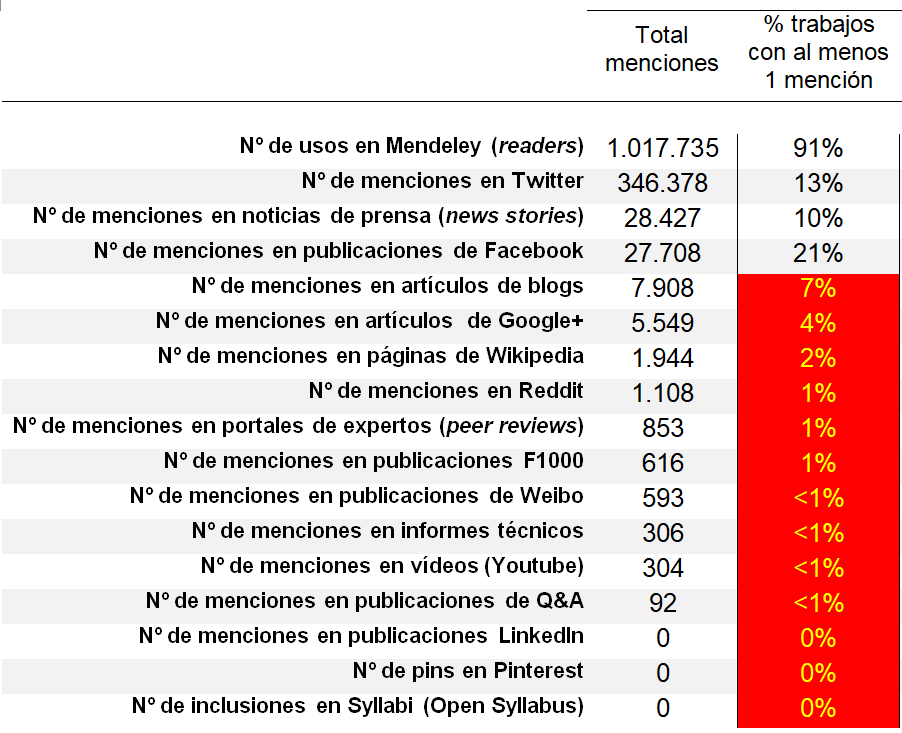 Total menciones
% trabajos con al menos 1 mención
Nº de usos en Mendeley (readers) 1.017.735 91%
Nº de menciones en Twitter 346.378 13%
Nº de menciones en noticias de prensa (news stories) 28.427 10%
Nº de menciones en publicaciones de Facebook 27.708 21%
Nº de menciones en artículos de blogs 7.908 7%
Nº de menciones en artículos de Google+ 5.549 4%
Nº de menciones en páginas de Wikipedia 1.944 2%
Nº de menciones en Reddit 1.108 1%
Nº de menciones en portales de expertos (peer reviews) 853 1%
Nº de menciones en publicaciones F1000 616 1%
Nº de menciones en publicaciones de Weibo 593 <1%
Nº de menciones en informes técnicos 306 <1%
Nº de menciones en vídeos (Youtube) 304 <1%
Nº de menciones en publicaciones de Q&A 92 <1%
Nº de menciones en publicaciones LinkedIn 0 0%
Nº de pins en Pinterest 0 0%
Nº de inclusiones en Syllabi (Open Syllabus) 0 0%